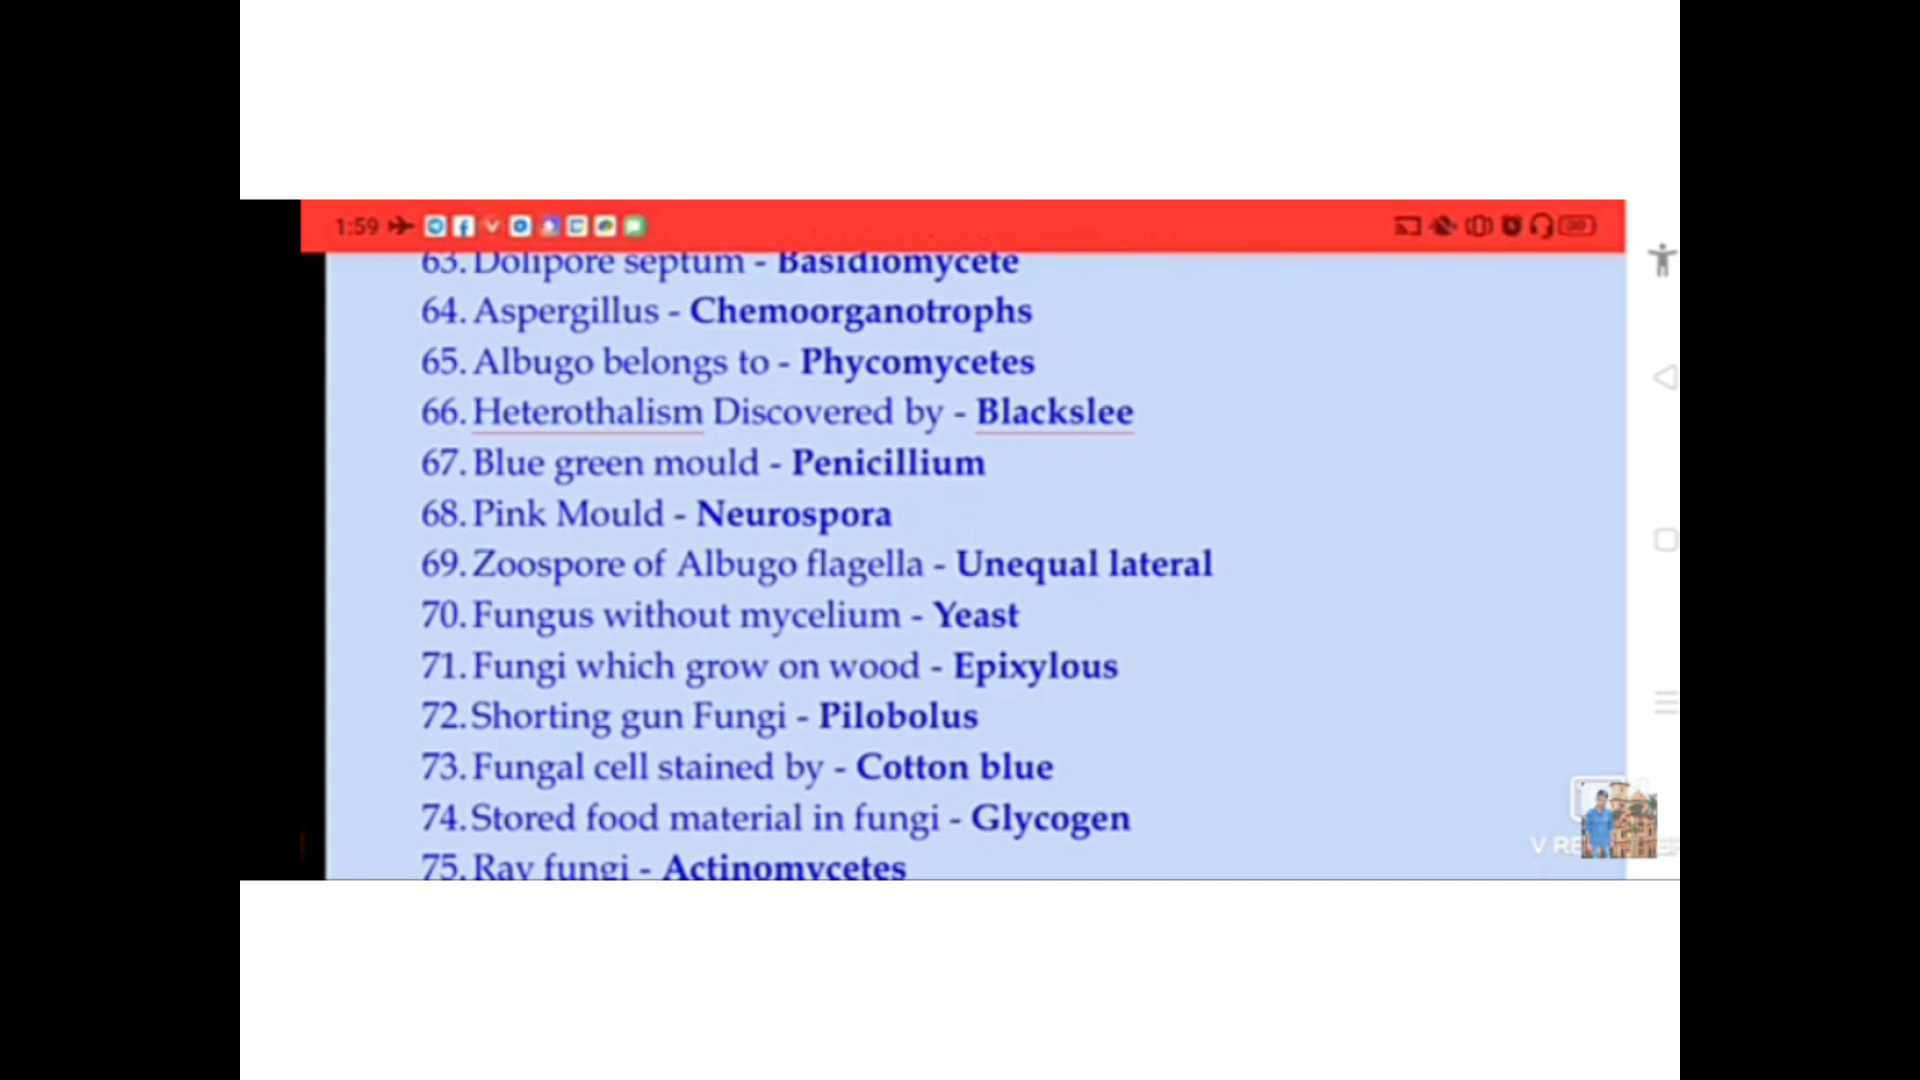 1:59
63. Dolipore septum - Basidiomycete
64. Aspergillus - Chemoorganotrophs
65. Albugo belongs to - Phycomycetes
66. Heterothalism Discovered by - Blackslee
67. Blue green mould - Penicillium
68. Pink Mould - Neurospora
69. Zoospore of Albugo flagella - Unequal lateral
70. Fungus without mycelium - Yeast
71. Fungi which grow on wood - Epixylous
72. Shorting gun Fungi - Pilobolus
73. Fungal cell stained by - Cotton blue
74. Stored food material in fungi - Glycogen
75. Ray fungi - Actinomycetes